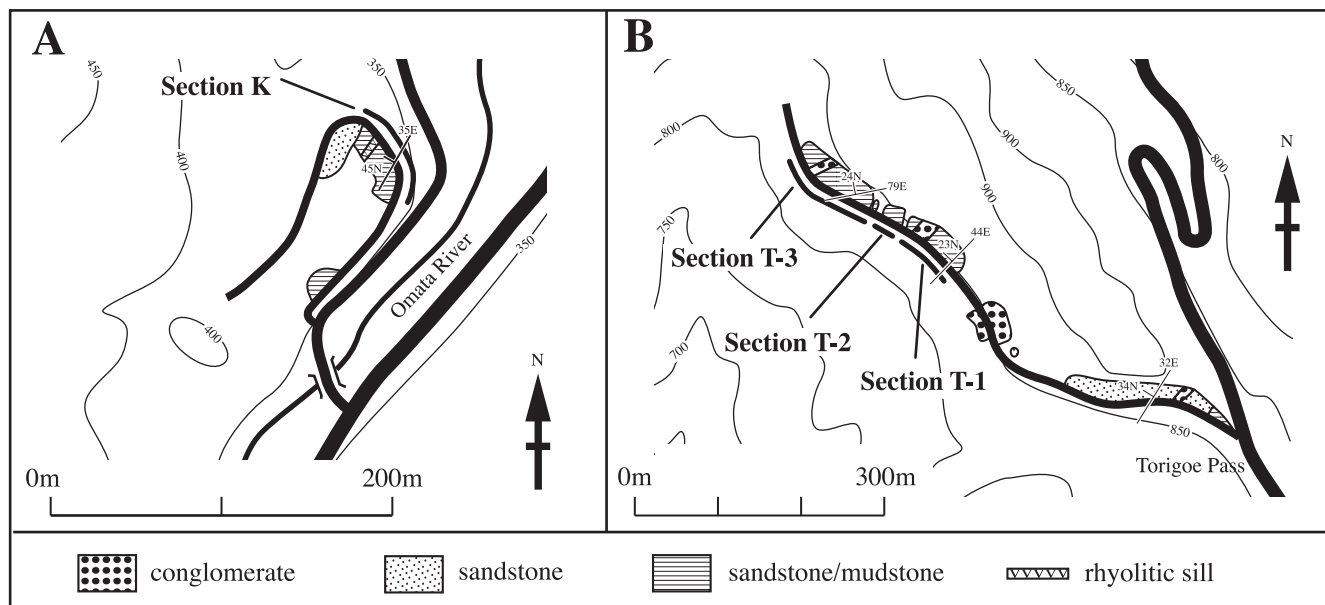 A
450
350
Section K
35E
400
45N
Omata River
350
400
N
0m
200m
B
850
800
900
800
N
24N
79E
900
750
44E
23N
Section T-3
Section T-2
700
Section T-1
32E
34N
850
Torigoe Pass
0m
300m
conglomerate
sandstone
sandstone/mudstone
rhyolitic sill